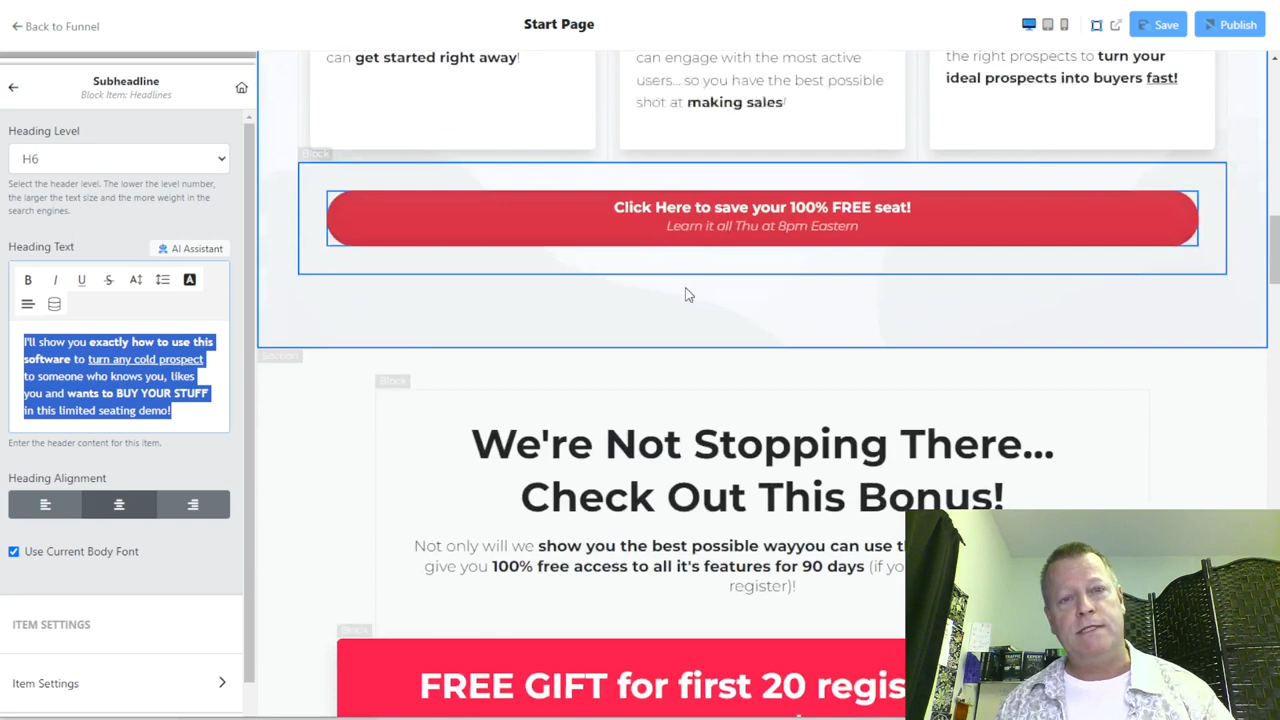 Back to Funnel
Start Page
Save
Publish
Subheadline
Block Item: Headlines
Heading Level
H6
Select the header level. The lower the level number,
the larger the text size and the more weight in the
search engines.
Heading Text
AI Assistant
B I U S A
I'll show you exactly how to use this
software to turn any cold prospect
to someone who knows you, likes
you and wants to BUY YOUR STUFF
in this limited seating demo!
Enter the header content for this item.
Heading Alignment
Use Current Body Font
ITEM SETTINGS
Item Settings
can get started right away!
can engage with the most active
users...so you have the best possible
shot at making sales!
the right prospects to turn your
ideal prospects into buyers fast!
Block
Click Here to save your 100% FREE seat!
Learn it all Thu at 8pm Eastern
Section
Block
We're Not Stopping There...
Check Out This Bonus!
Not only will we show you the best possible wayyou can use
give you 100% free access to all it's features for 90 days (if
register)!
Block
FREE GIFT for first 20